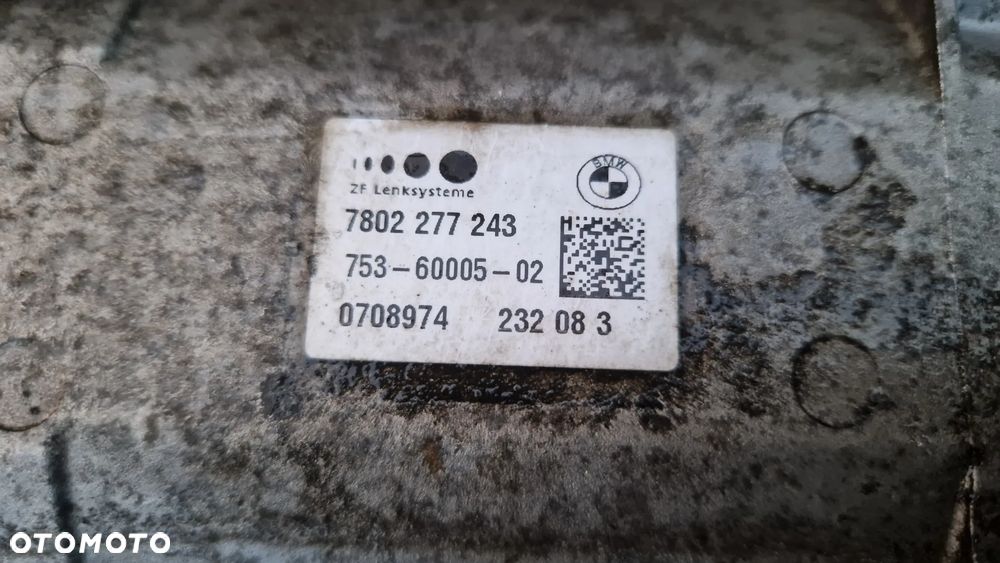 ZF Lenksysteme
BMW
7802 277 243
753-60005-02
0708974 232 08 3
OTOMOTO